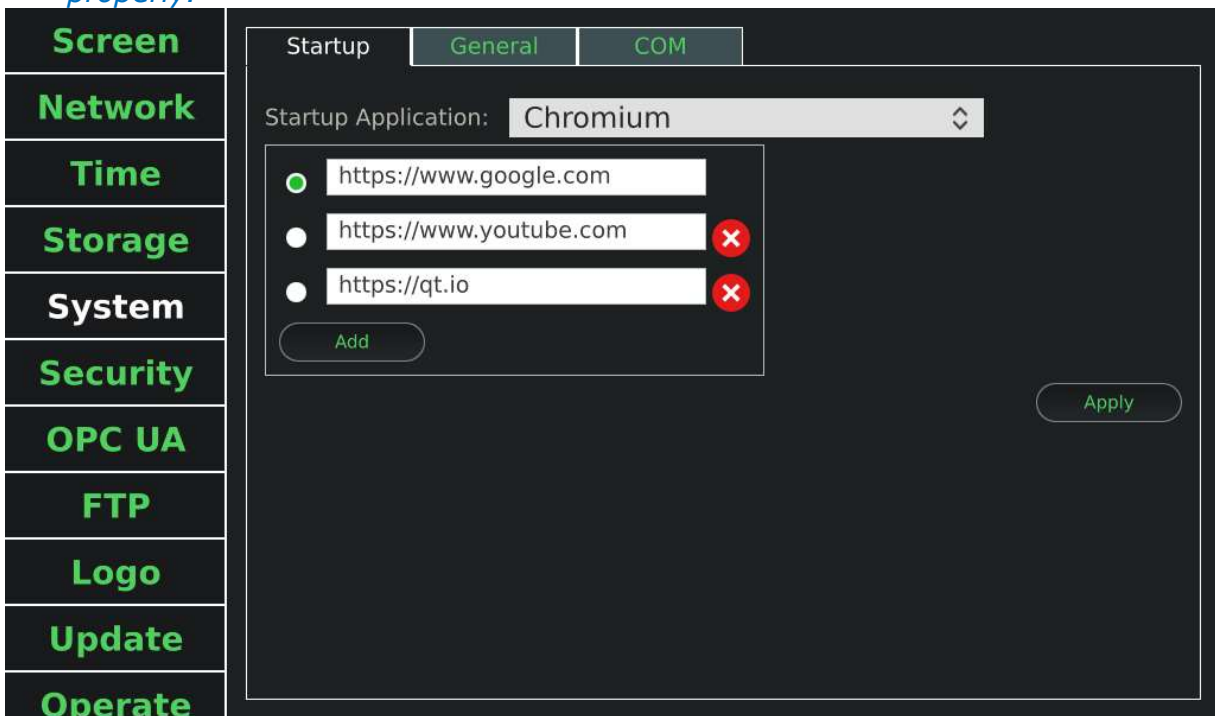 properly.
Screen
Network
Time
Storage
System
Security
OPC UA
FTP
Logo
Update
Operate
Startup General COM
Startup Application: Chromium
https://www.google.com
https://www.youtube.com
https://qt.io
Add
Apply